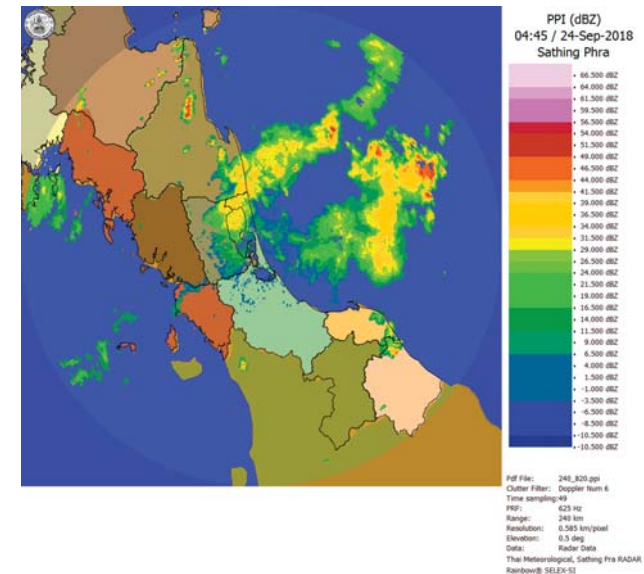 PPI (dBZ)
04:45 / 24-Sep-2018
Sathing Phra
66.500 dBZ
64.000 dBZ
61.500 dBZ
59.500 dBZ
56.500 dBZ
54.000 dBZ
51.500 dBZ
49.000 dBZ
46.500 dBZ
44.000 dBZ
41.500 dBZ
39.000 dBZ
36.500 dBZ
34.000 dBZ
31.500 dBZ
29.000 dBZ
26.500 dBZ
24.000 dBZ
21.500 dBZ
19.000 dBZ
16.500 dBZ
14.000 dBZ
11.500 dBZ
9.000 dBZ
6.500 dBZ
4.000 dBZ
1.500 dBZ
-1.000 dBZ
-3.500 dBZ
-6.500 dBZ
-8.500 dBZ
-10.500 dBZ
-10.500 dBZ
Pdf File: 240_820.ppi
Clutter Filter: Doppler Num 6
Time sampling:49
PRF: 625 Hz
Range: 240 km
Resolution: 0.585 km/pixel
Elevation: 0.5 deg
Data: Radar Data
Thai Meteorological, Sathing Pra RADAR
Rainbow® SELEX-SI